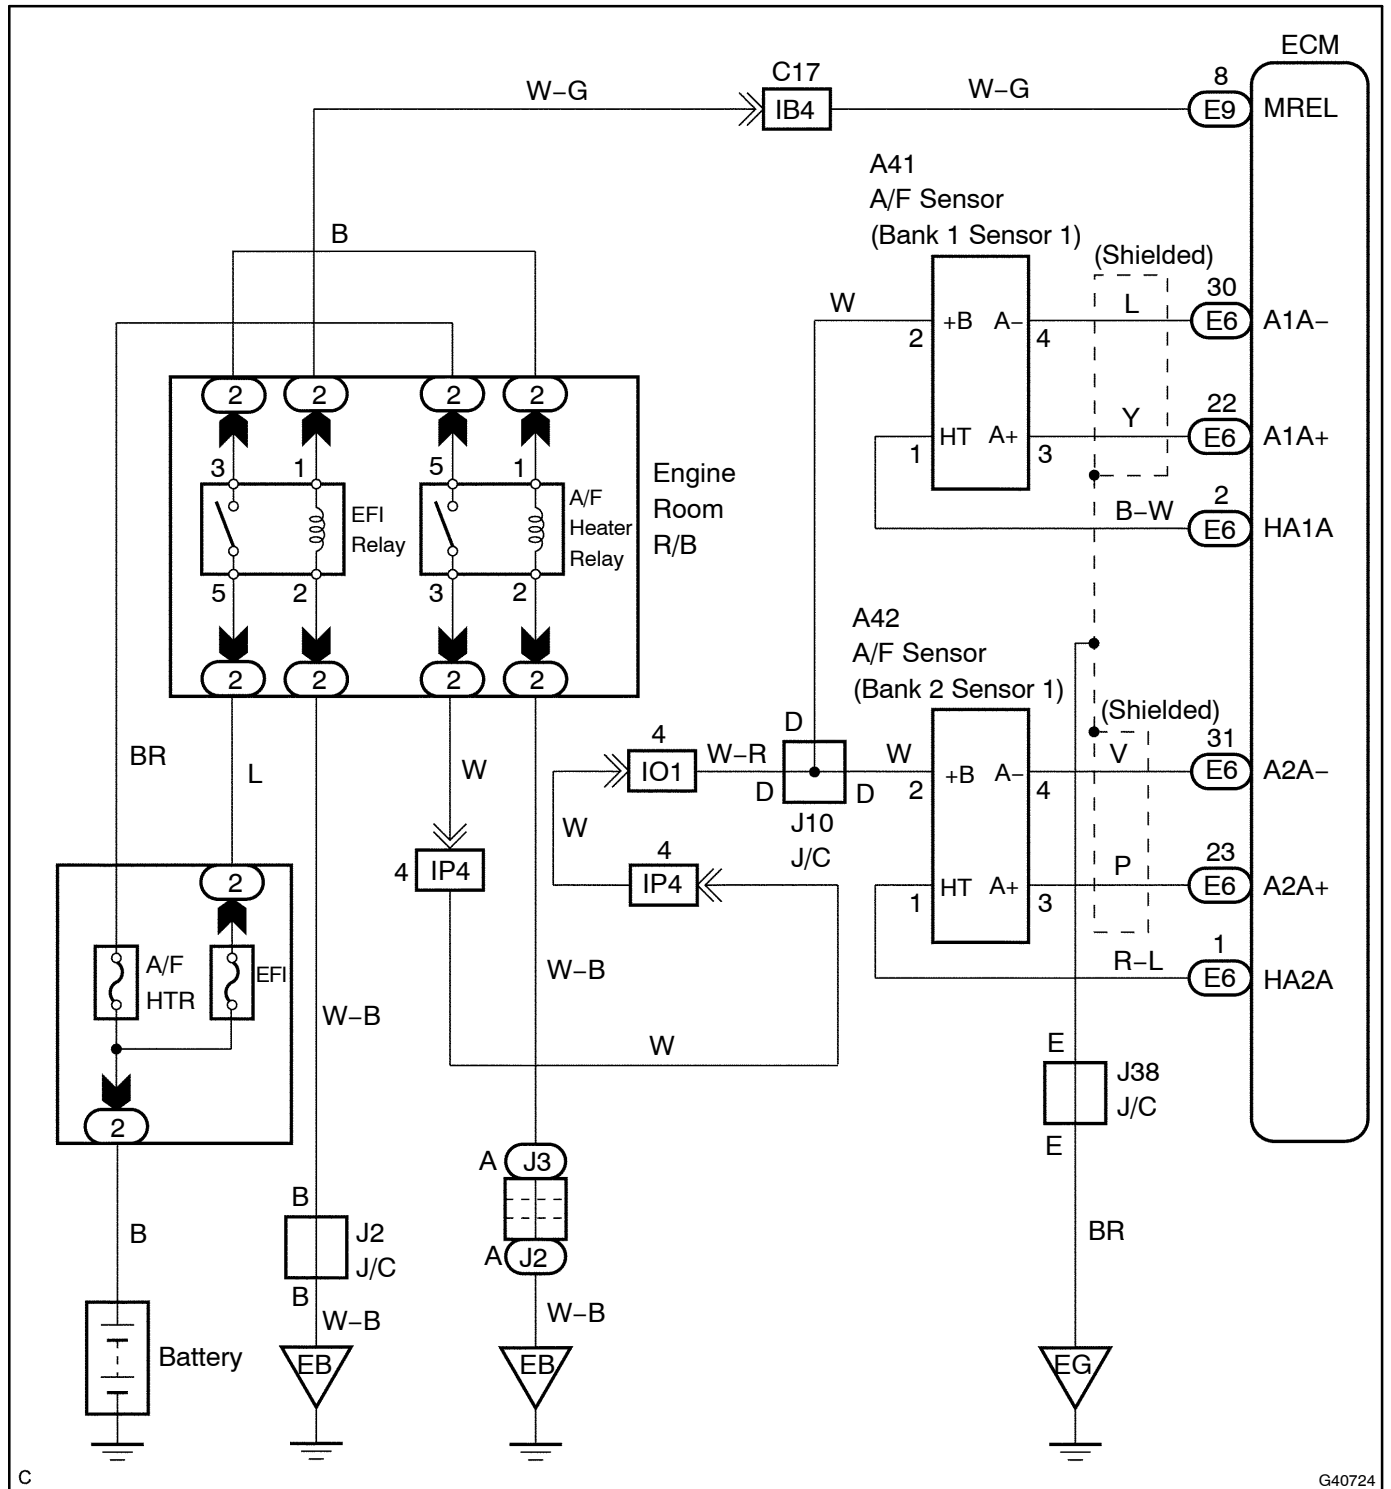 ECM
C17
8
W−G
IB4
W−G
E9
MREL
A41
A/F Sensor
(Bank 1 Sensor 1)
B
(Shielded)
30
W
L
+B
A−
E6
A1A−
2
4
22
Y
HT
A+
E6
A1A+
1
3
2
B−W
E6
HA1A
2
2
2
2
3
1
5
1
Engine
Room
R/B
EFI
Relay
A/F
Heater
Relay
5
2
3
2
2
2
2
2
A42
A/F Sensor
(Bank 2 Sensor 1)
(Shielded)
D
31
BR
L
W
4
W−R
W
V
IO1
+B
A−
E6
A2A−
D
D
2
4
J10
J/C
W
4
4
IP4
IP4
23
P
HT
A+
E6
A2A+
1
3
1
R−L
E6
HA2A
2
A/F
HTR
EFI
W−B
W−B
W
E
J38
J/C
E
2
A
J3
A
J2
B
B
J2
J/C
B
W−B
W−B
BR
Battery
EB
EB
EG
C
G40724